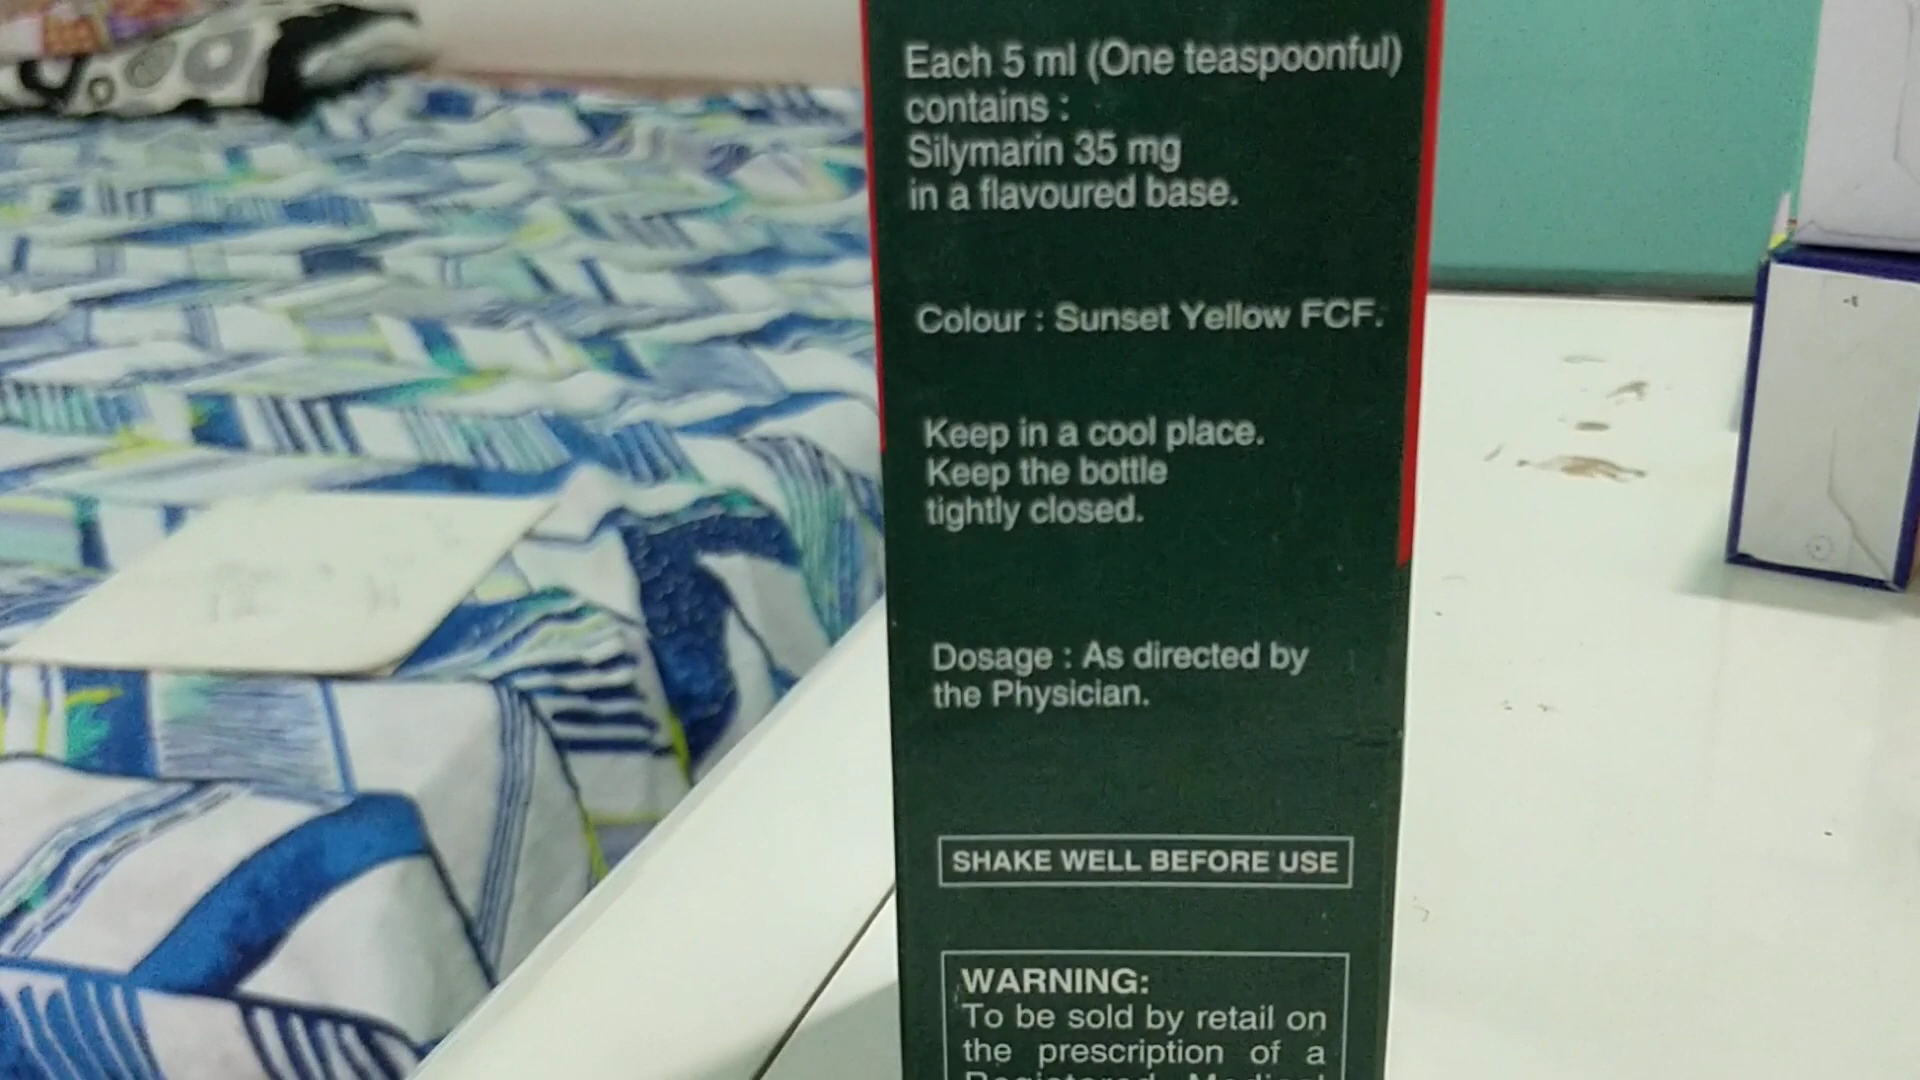 Each 5 ml (One teaspoonful)
contains :
Silymarin 35 mg
in a flavoured base.
Colour : Sunset Yellow FCF.
Keep in a cool place.
Keep the bottle
tightly closed.
Dosage : As directed by
the Physician.
SHAKE WELL BEFORE USE
WARNING:
To be sold by retail on
the prescription of a
Registered Medical